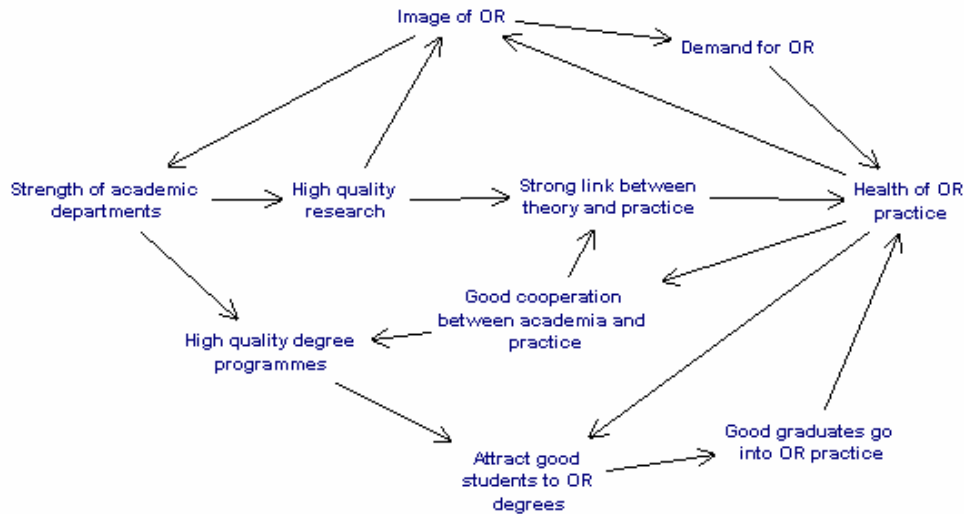 Image of OR
Demand for OR
Strength of academic
departments
High quality
research
Strong link between
theory and practice
Health of OR
practice
Good cooperation
between academia and
practice
High quality degree
programmes
Good graduates go
into OR practice
Attract good
students to OR
degrees